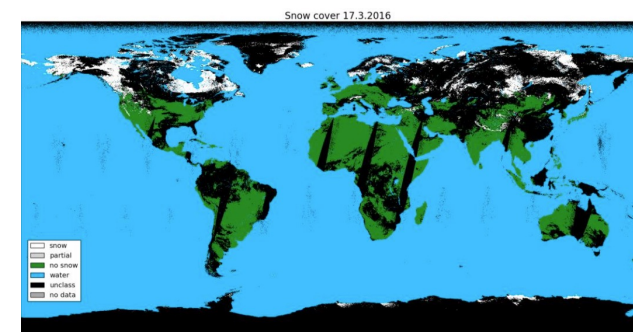 Snow cover 17.3.2016
snow
partial
no snow
water
unclass
no data